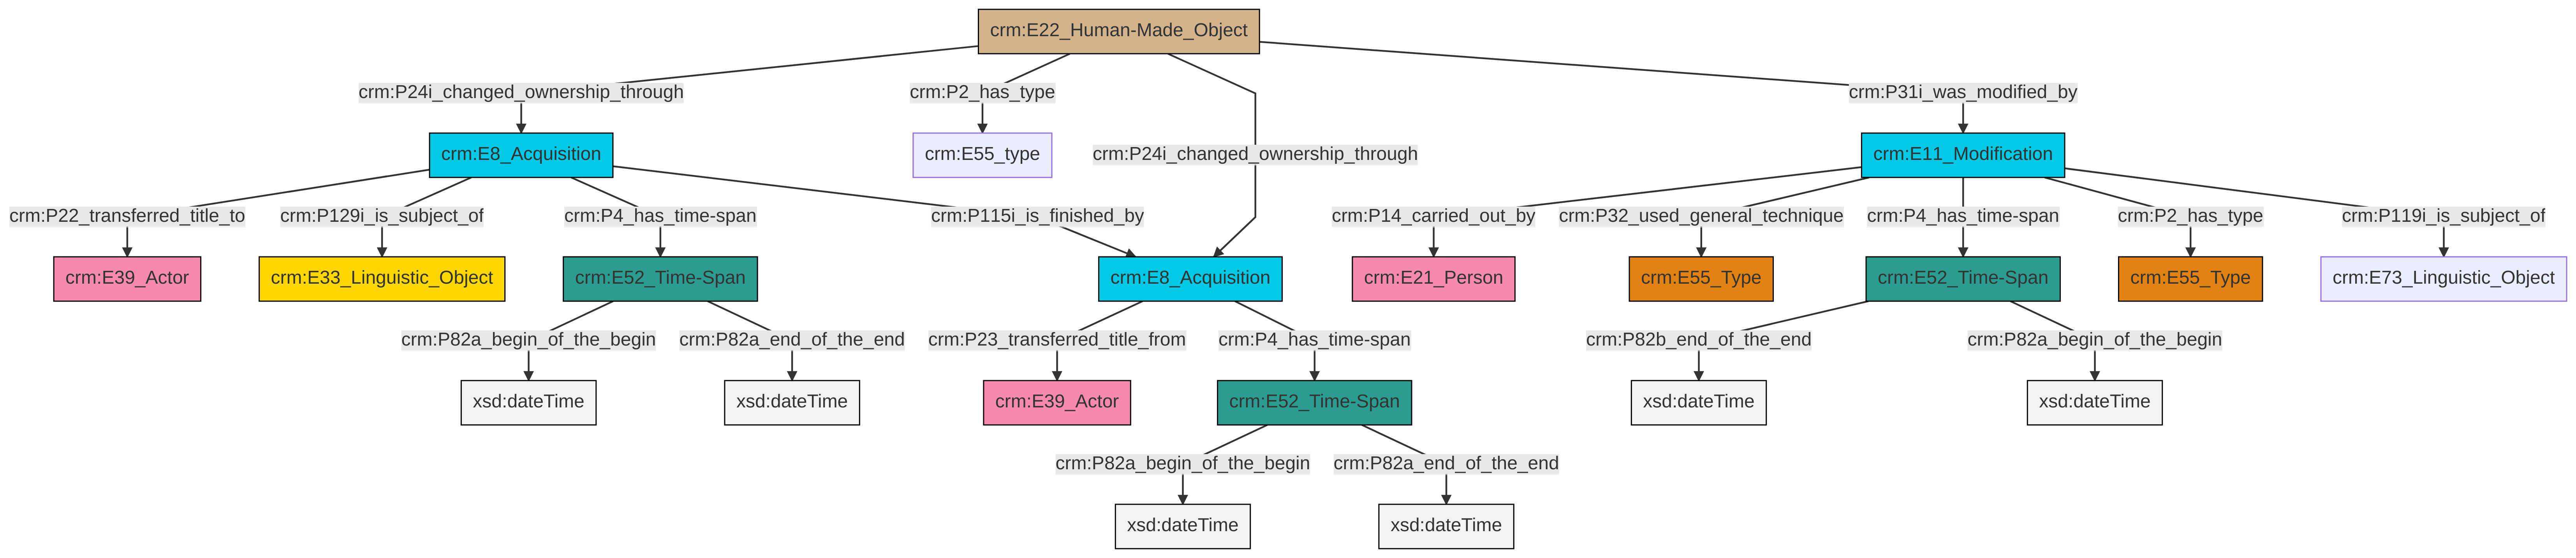 crm:E22_Human-Made_Object
crm:P24i_changed_ownership_through
crm:P2_has_type
crm:P31i_was_modified_by
crm:E8_Acquisition
crm:E55_type
crm:P24i_changed_ownership_through
crm:E11_Modification
crm:P22_transferred_title_to
crm:P129i_is_subject_of
crm:P4_has_time-span
crm:P115i_is_finished_by
crm:P14_carried_out_by
crm:P32_used_general_technique
crm:P4_has_time-span
crm:P2_has_type
crm:P119i_is_subject_of
crm:E39_Actor
crm:E33_Linguistic_Object
crm:E52_Time-Span
crm:E8_Acquisition
crm:E21_Person
crm:E55_Type
crm:E52_Time-Span
crm:E55_Type
crm:E73_Linguistic_Object
crm:P82a_begin_of_the_begin
crm:P82a_end_of_the_end
crm:P23_transferred_title_from
crm:P4_has_time-span
crm:P82b_end_of_the_end
crm:P82a_begin_of_the_begin
xsd:dateTime
xsd:dateTime
crm:E39_Actor
crm:E52_Time-Span
xsd:dateTime
xsd:dateTime
crm:P82a_begin_of_the_begin
crm:P82a_end_of_the_end
xsd:dateTime
xsd:dateTime